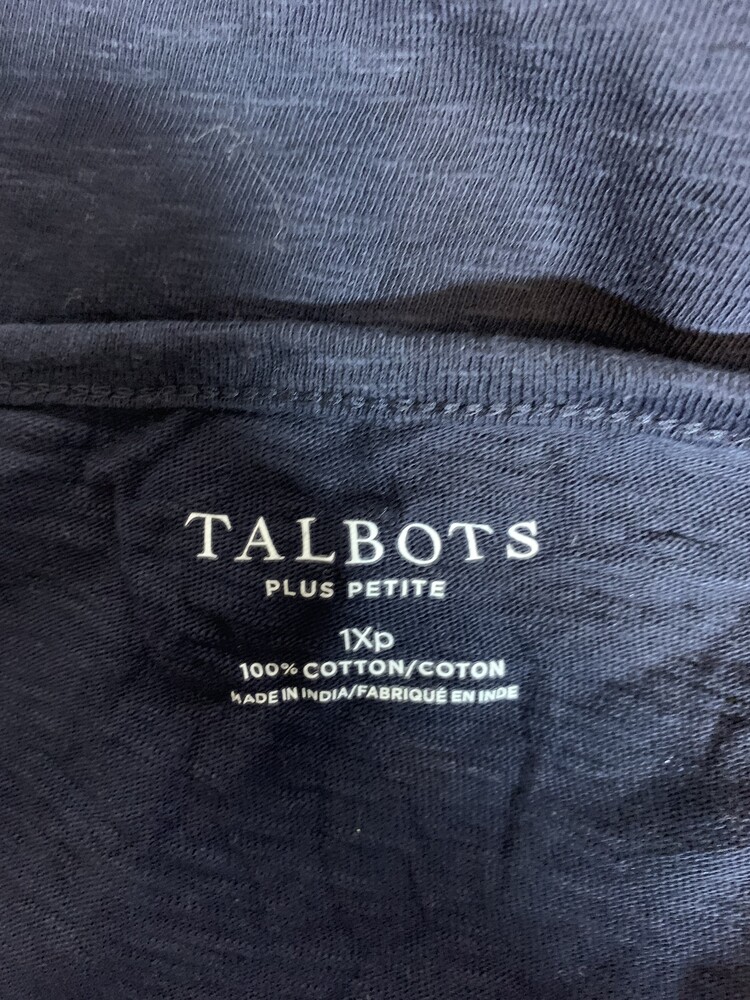 TALBOTS
PLUS PETITE
1Xp
100% COTTON/COTON
MADE IN INDIA/FABRIQUÉ EN INDE